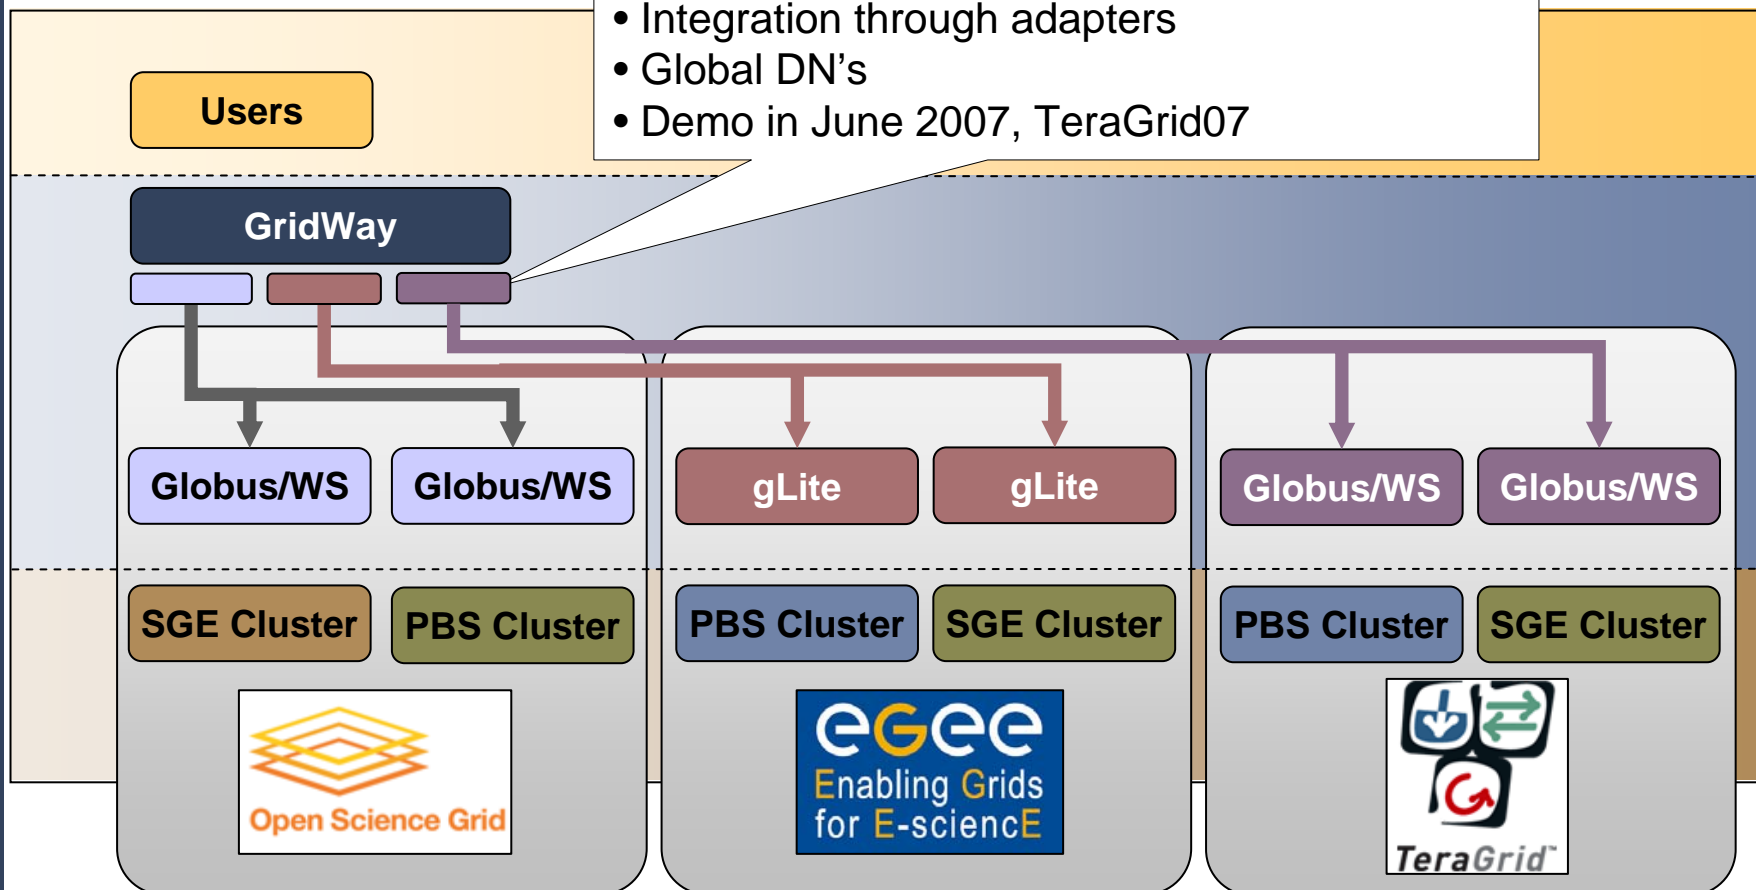 • Integration through adapters
• Global DN’s
• Demo in June 2007, TeraGrid07
Users
GridWay
Globus/WS
Globus/WS
gLite
gLite
Globus/WS
Globus/WS
SGE Cluster
PBS Cluster
PBS Cluster
SGE Cluster
PBS Cluster
SGE Cluster
Open Science Grid
eGee
Enabling Grids
for E-sciencE
TeraGrid™